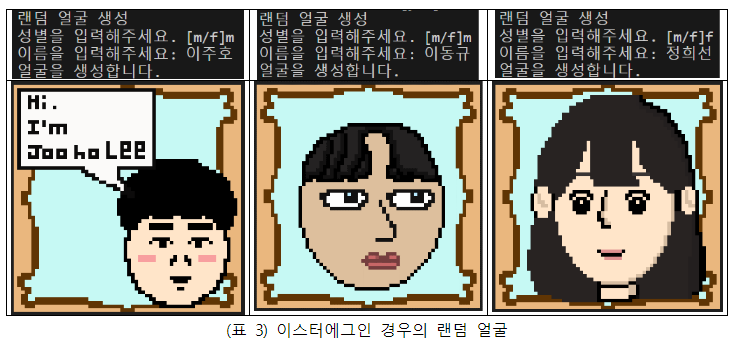 랜덤 얼굴 생성
성별을 입력해주세요. [m/f]m
이름을 입력해주세요: 이주호
얼굴을 생성합니다.
랜덤 얼굴 생성
성별을 입력해주세요. [m/f]m
이름을 입력해주세요: 이동규
얼굴을 생성합니다.
랜덤 얼굴 생성
성별을 입력해주세요. [m/f]f
이름을 입력해주세요: 정희선
얼굴을 생성합니다.
Hi.
I'm
Joo ho LEE
(표 3) 이스터에그인 경우의 랜덤 얼굴